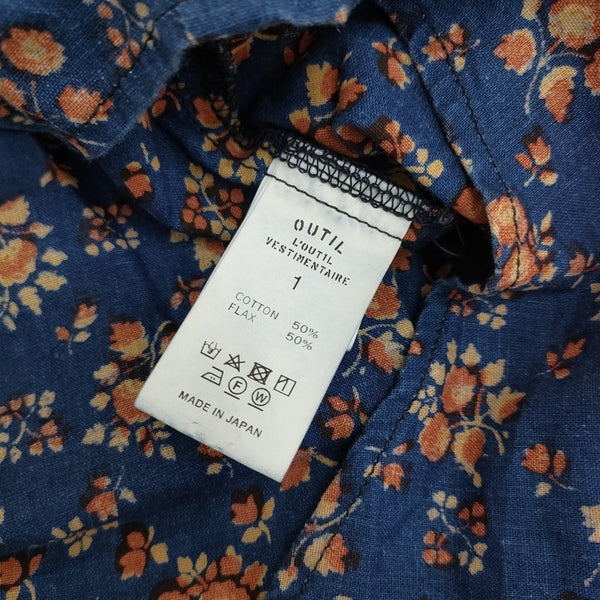 OUTIL
L'OUTIL
VESTIMENTAIRE
1
COTTON 50%
FLAX 50%
F W
MADE IN JAPAN